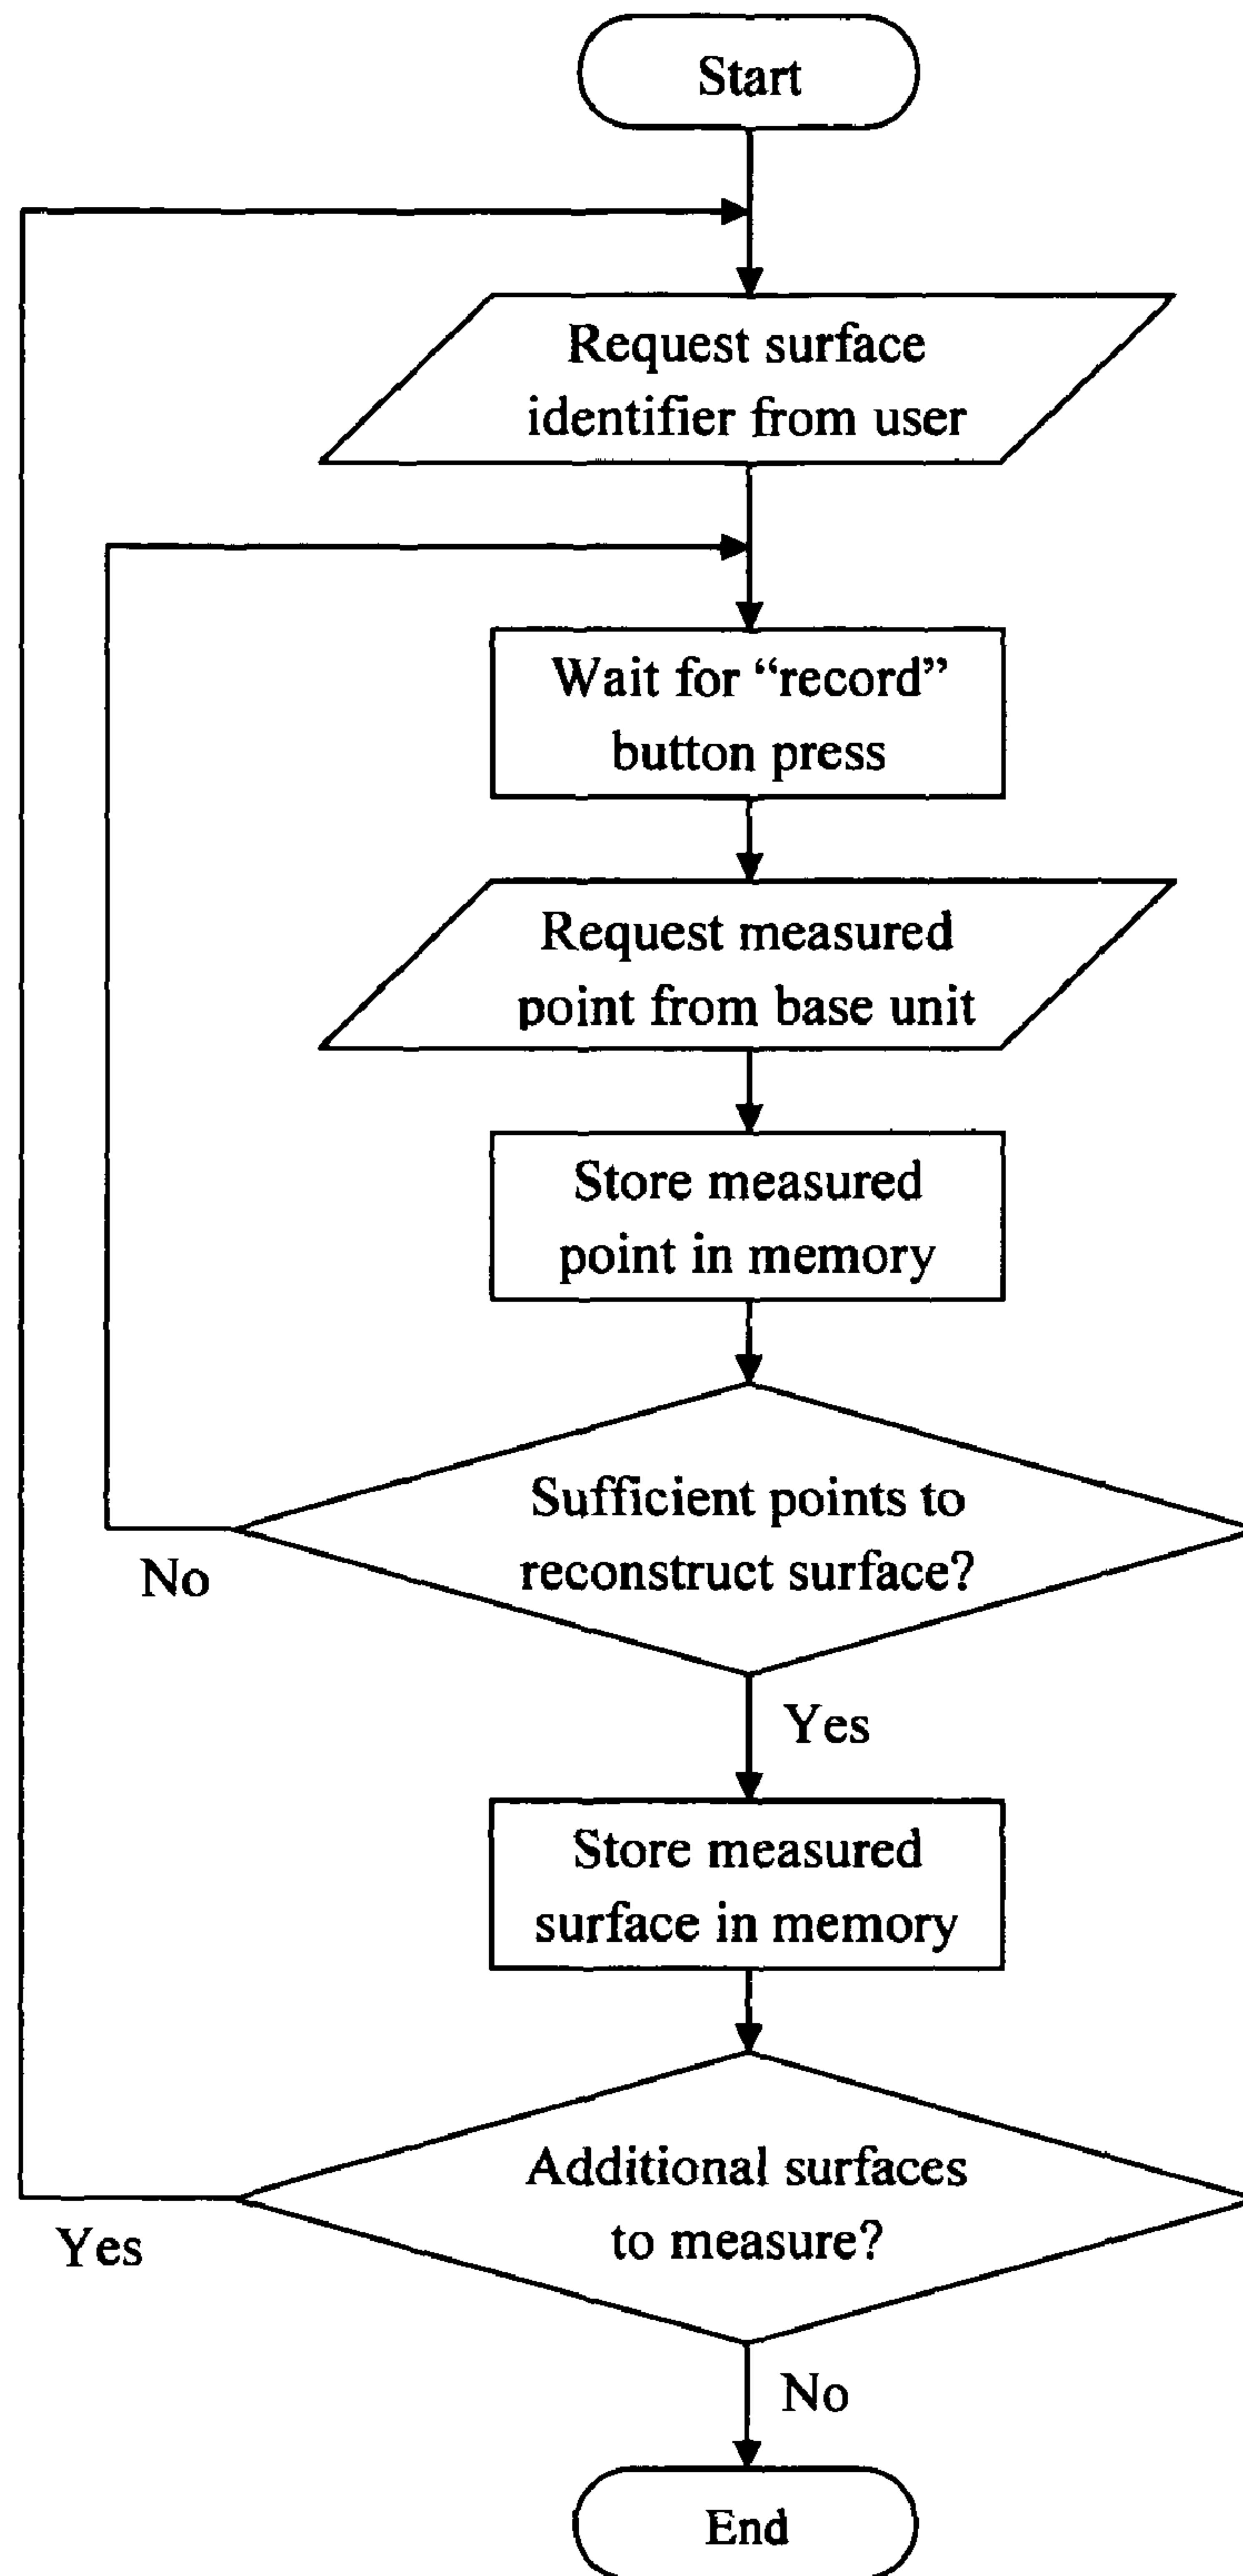 Start
Request surface
identifier from user
Wait for “record”
button press
Request measured
point from base unit
Store measured
point in memory
Sufficient points to
reconstruct surface?
No
Yes
Store measured
surface in memory
Additional surfaces
to measure?
Yes
No
End